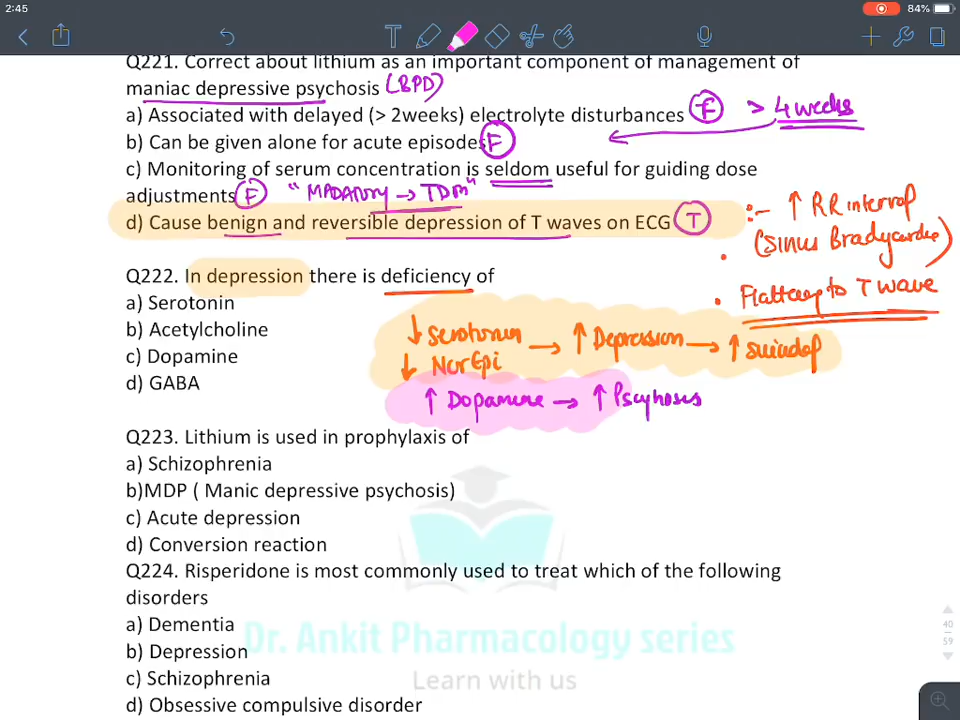 2:45
84%
Q221. Correct about lithium as an important component of management of
maniac depressive psychosis (BPD)
a) Associated with delayed (> 2weeks) electrolyte disturbances F > 4 weeks
b) Can be given alone for acute episodes F
c) Monitoring of serum concentration is seldom useful for guiding dose
adjustments F " MADADORY → TDM"
d) Cause benign and reversible depression of T waves on ECG T
:- ↑ RR interval
(Sinus Bradycardia)
• Flattening to T wave
Q222. In depression there is deficiency of
a) Serotonin
b) Acetylcholine
c) Dopamine
d) GABA
↓ Serotonin → ↑ Depression → ↑ Suicidal
↓ Nor Epi
↑ Dopamine → ↑ Pscyhoses
Q223. Lithium is used in prophylaxis of
a) Schizophrenia
b)MDP ( Manic depressive psychosis)
c) Acute depression
d) Conversion reaction
Q224. Risperidone is most commonly used to treat which of the following
disorders
a) Dementia
b) Depression
c) Schizophrenia
d) Obsessive compulsive disorder
Dr. Ankit Pharmacology series
Learn with us
40
59